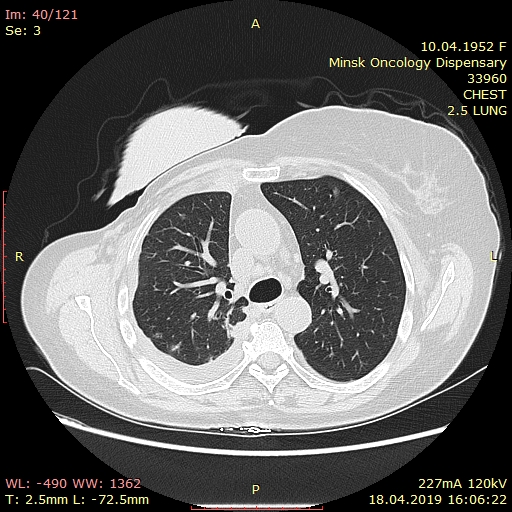 Im: 40/121
Se: 3
A
10.04.1952 F
Minsk Oncology Dispensary
33960
CHEST
2.5 LUNG
R
L
WL: -490 WW: 1362
T: 2.5mm L: -72.5mm
P
227mA 120kV
18.04.2019 16:06:22